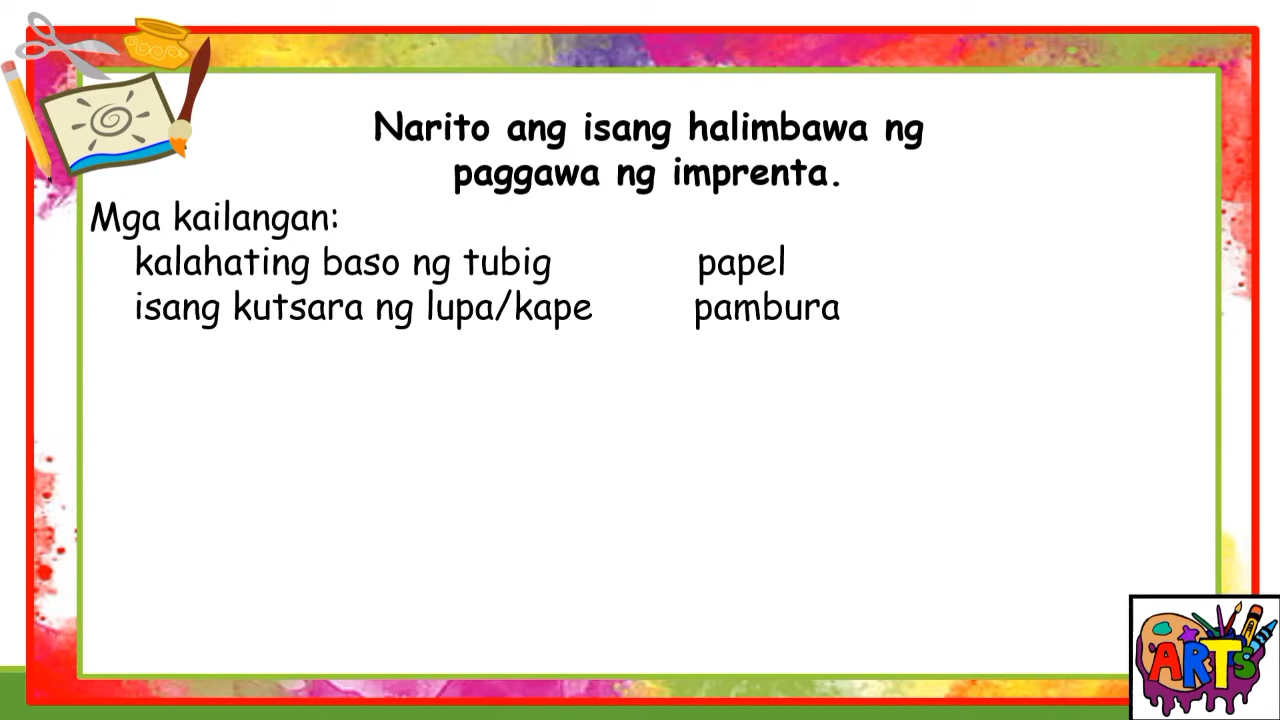 Narito ang isang halimbawa ng
paggawa ng imprenta.
Mga kailangan:
kalahating baso ng tubig papel
isang kutsara ng lupa/kape pambura
ARTS